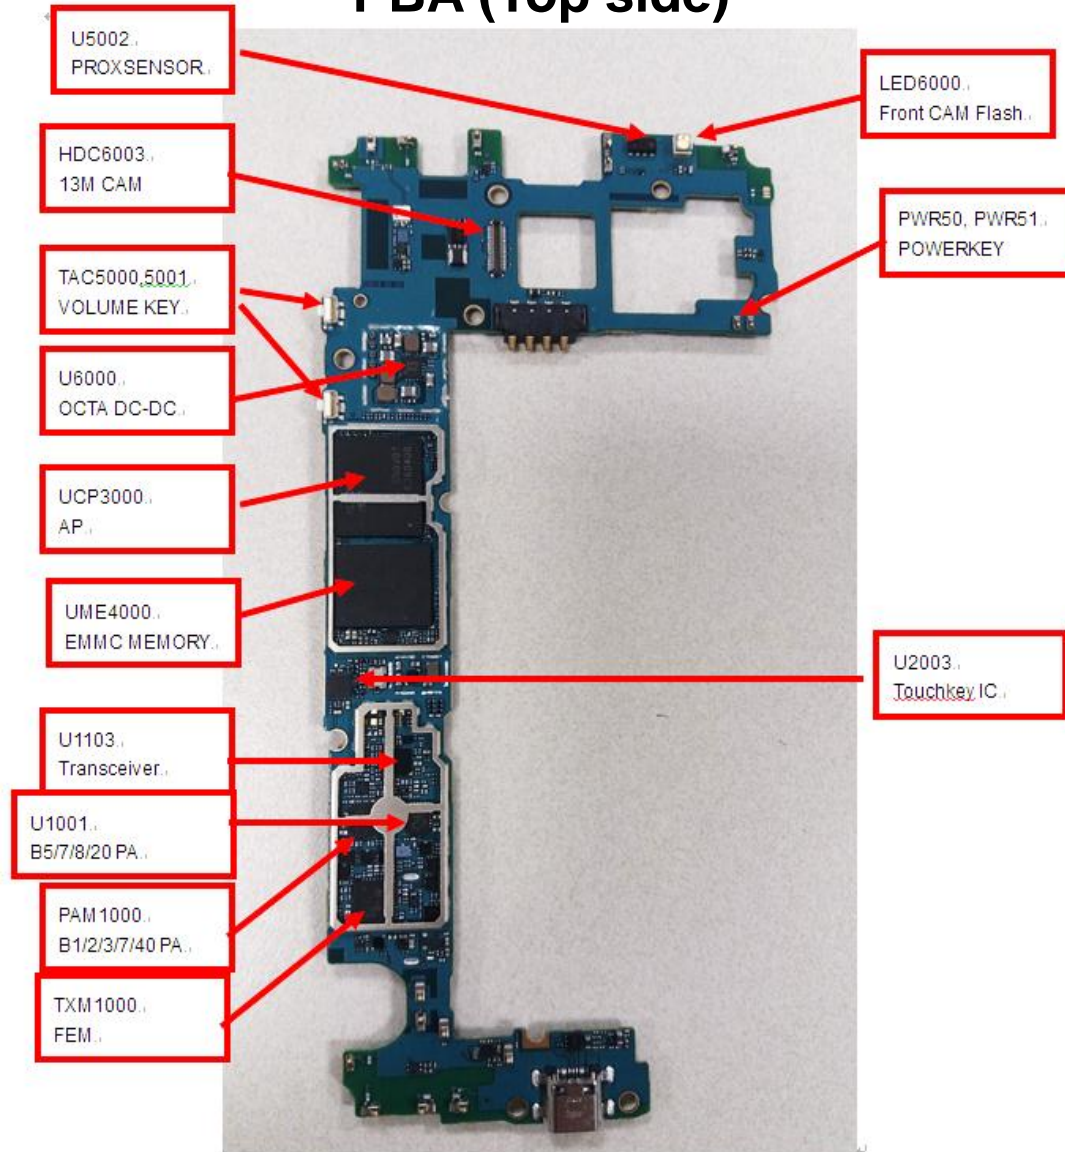 PBA (Top side)
U5002
PROXSENSOR
LED6000
Front CAM Flash
HDC6003
13M CAM
PWR50, PWR51
POWERKEY
TAC5000,5001
VOLUME KEY
U6000
OCTA DC-DC
UCP3000
AP
UME4000
EMMC MEMORY
U2003
Touchkey IC
U1103
Transceiver
U1001
B5/7/8/20 PA
PAM1000
B1/2/3/7/40 PA
TXM1000
FEM